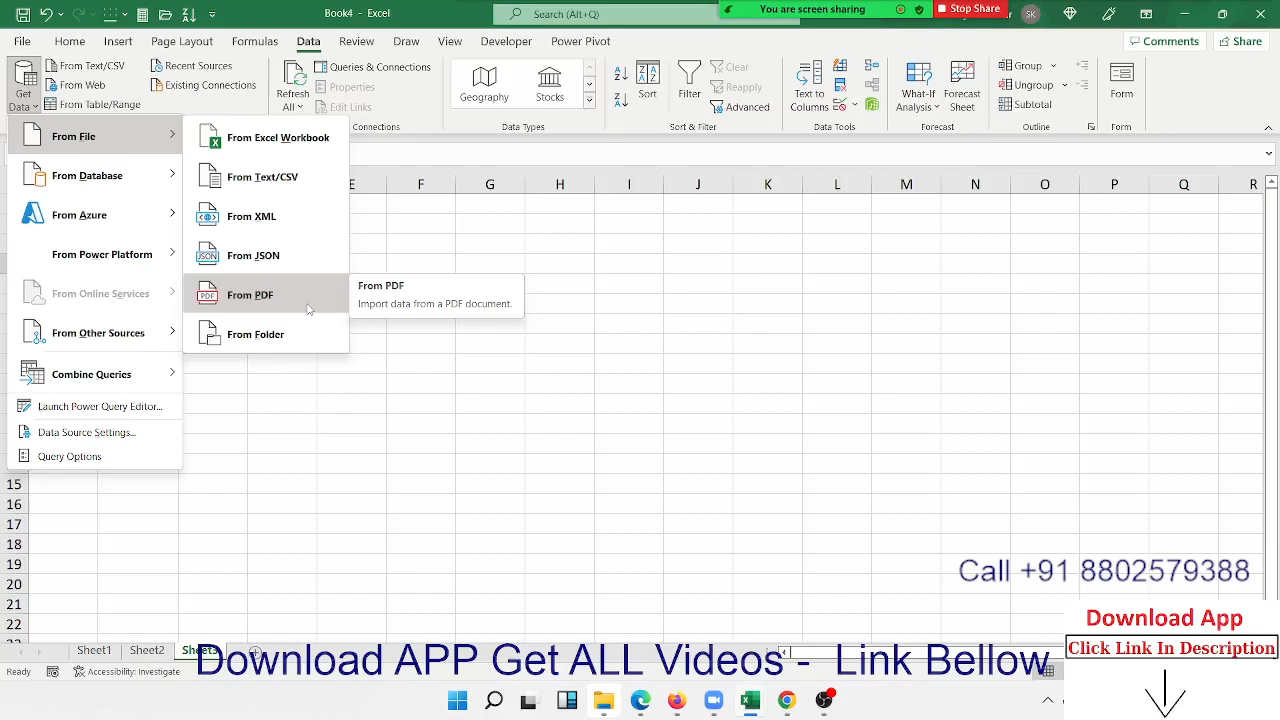 Book4 - Excel
Search (Alt+Q)
You are screen sharing
Stop Share
SK
File Home Insert Page Layout Formulas Data Review Draw View Developer Power Pivot
Comments
Share
Get Data
From Text/CSV
From Web
From Table/Range
Recent Sources
Existing Connections
Refresh All
Queries & Connections
Properties
Edit Links
Geography
Stocks
Sort
Filter
Clear
Reapply
Advanced
Text to Columns
What-If Analysis
Forecast Sheet
Group
Ungroup
Subtotal
Form
Connections
Data Types
Sort & Filter
Data Tools
Forecast
Outline
Form
From File
From Database
From Azure
From Power Platform
From Online Services
From Other Sources
Combine Queries
Launch Power Query Editor...
Data Source Settings...
Query Options
From Excel Workbook
From Text/CSV
From XML
From JSON
From PDF
From Folder
From PDF
Import data from a PDF document.
E F G H I J K L M N O P Q R
15
16
17
18
19
20
21
22
Call +91 8802579388
Download App
Click Link In Description
Sheet1 Sheet2 Sheet3
Download APP Get ALL Videos - Link Bellow
Ready
Accessibility: Investigate